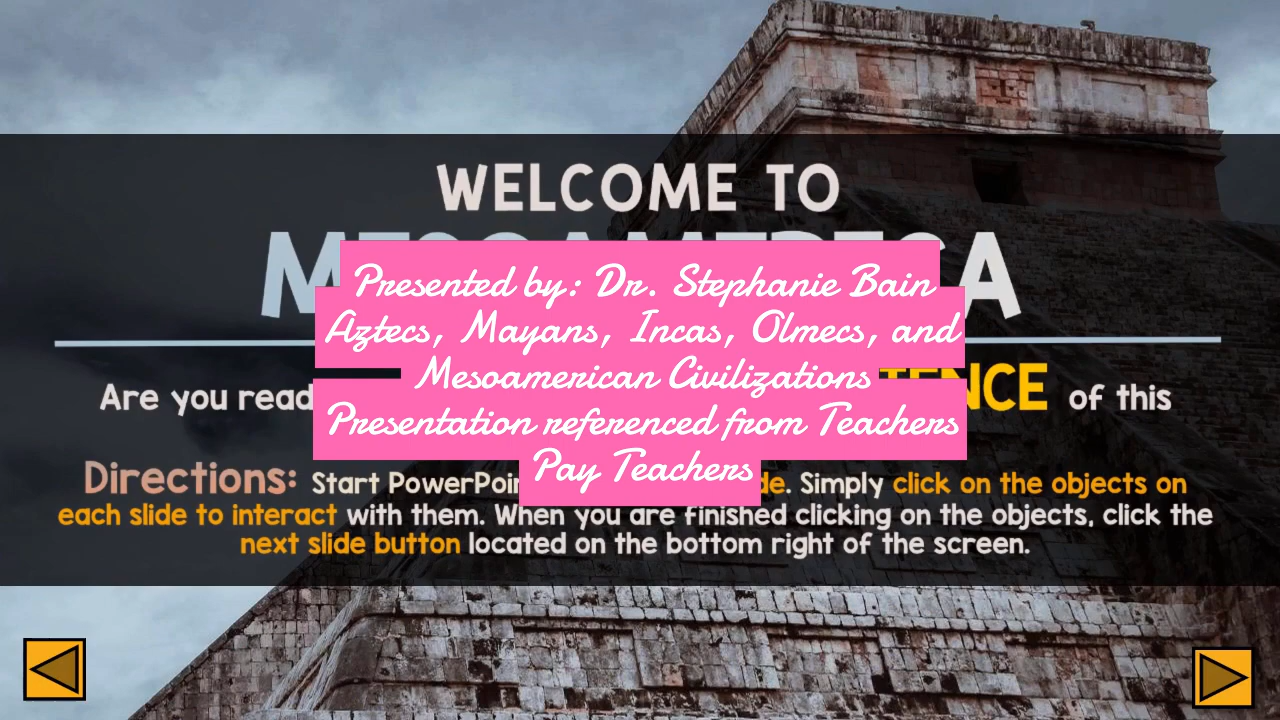 WELCOME TO
Presented by: Dr. Stephanie Bain
Aztecs, Mayans, Incas, Olmecs, and
Mesoamerican Civilizations
Are you read of this
Presentation referenced from Teachers
Pay Teachers
Directions: Start . Simply click on the objects on
each slide to interact with them. When you are finished clicking on the objects, click the
next slide button located on the bottom right of the screen.